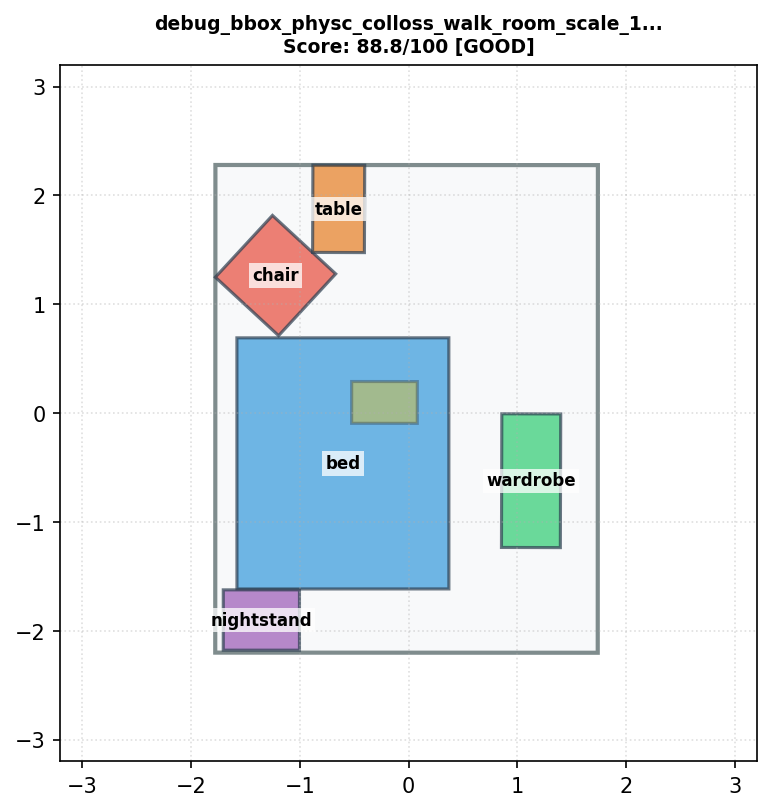 debug_bbox_physc_colloss_walk_room_scale_1...
Score: 88.8/100 [GOOD]
3
2
1
0
−1
−2
−3
table
chair
bed
wardrobe
nightstand
−3
−2
−1
0
1
2
3